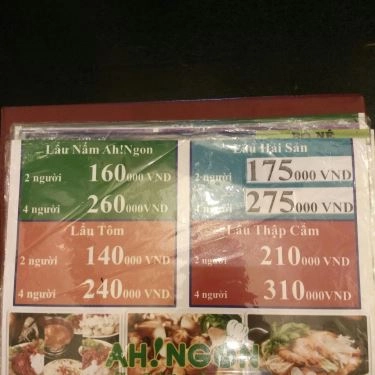 BÒ NÉ
Lẩu Nấm Ah!Ngon
2 người 160000 VND
4 người 260000 VND
Lẩu Hải Sản
2 người 175000 VND
4 người 275000 VND
Lẩu Tôm
2 người 140000 VND
4 người 240000 VND
Lẩu Thập Cẩm
2 người 210000 VND
4 người 310000 VND
AH!NGON